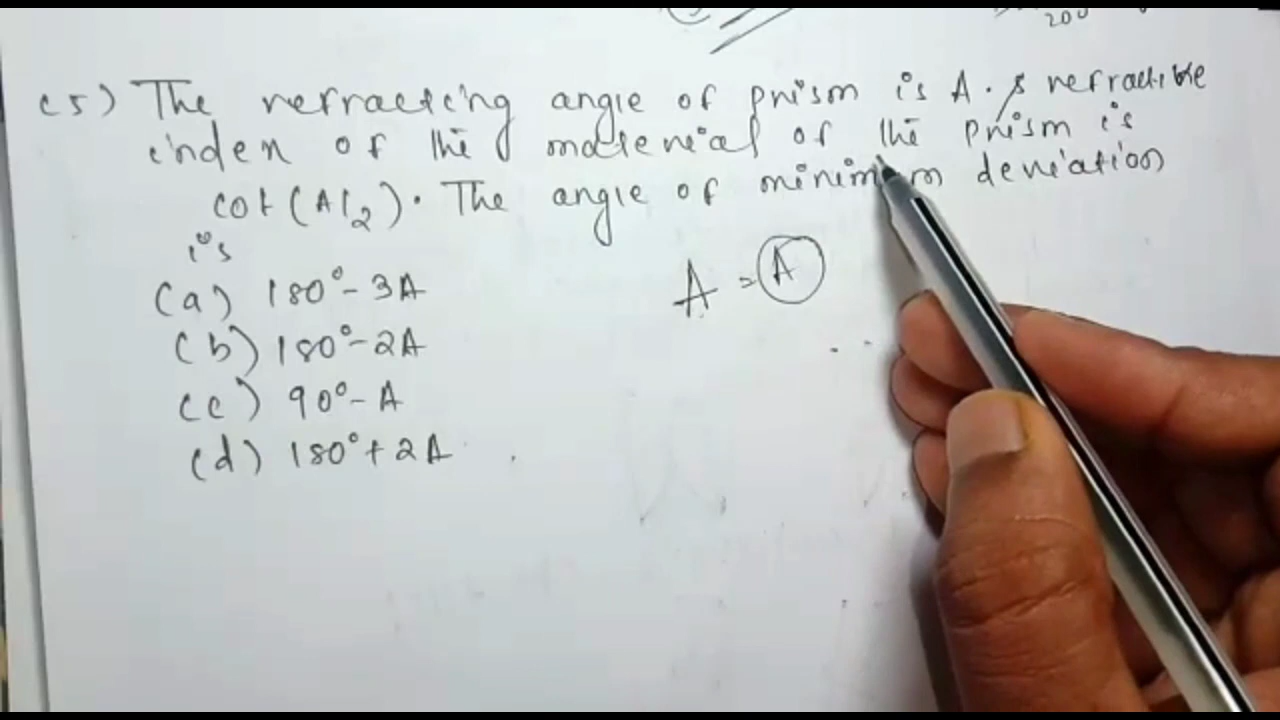 200
(5) The refracting angle of prism is A. & refractive
index of the material of the prism is
cot(A/2). The angle of minimum deviation
is
(a) 180° - 3A
(b) 180° - 2A
(c) 90° - A
(d) 180° + 2A
A = A